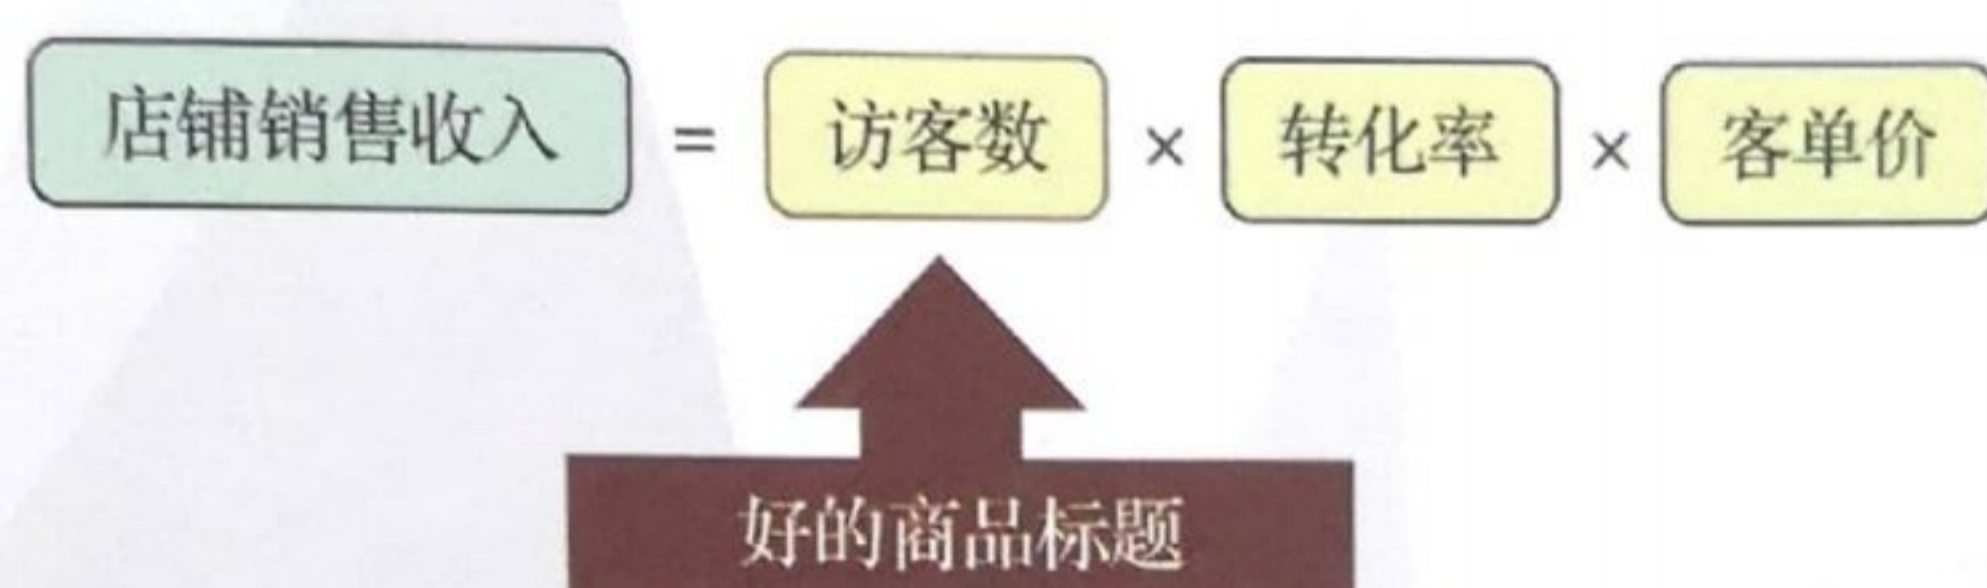 店铺销售收入 = 访客数 × 转化率 × 客单价
好的商品标题